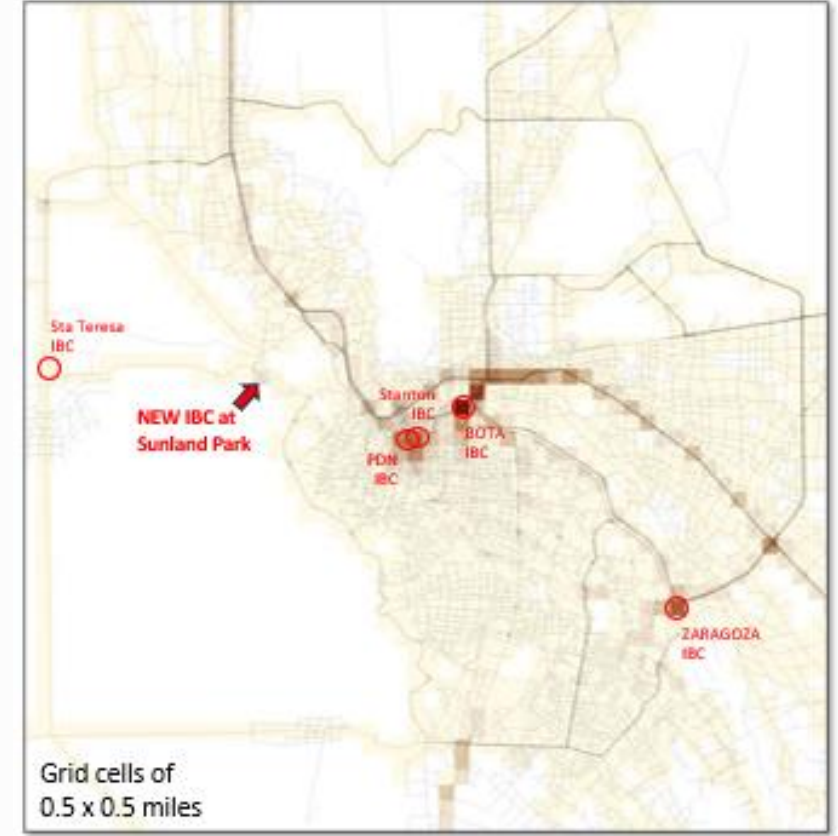 Sta Teresa
IBC
NEW IBC at
Sunland Park
Stanton
IBC
BOTA
IBC
PDN
IBC
ZARAGOZA
IBC
Grid cells of
0.5 x 0.5 miles